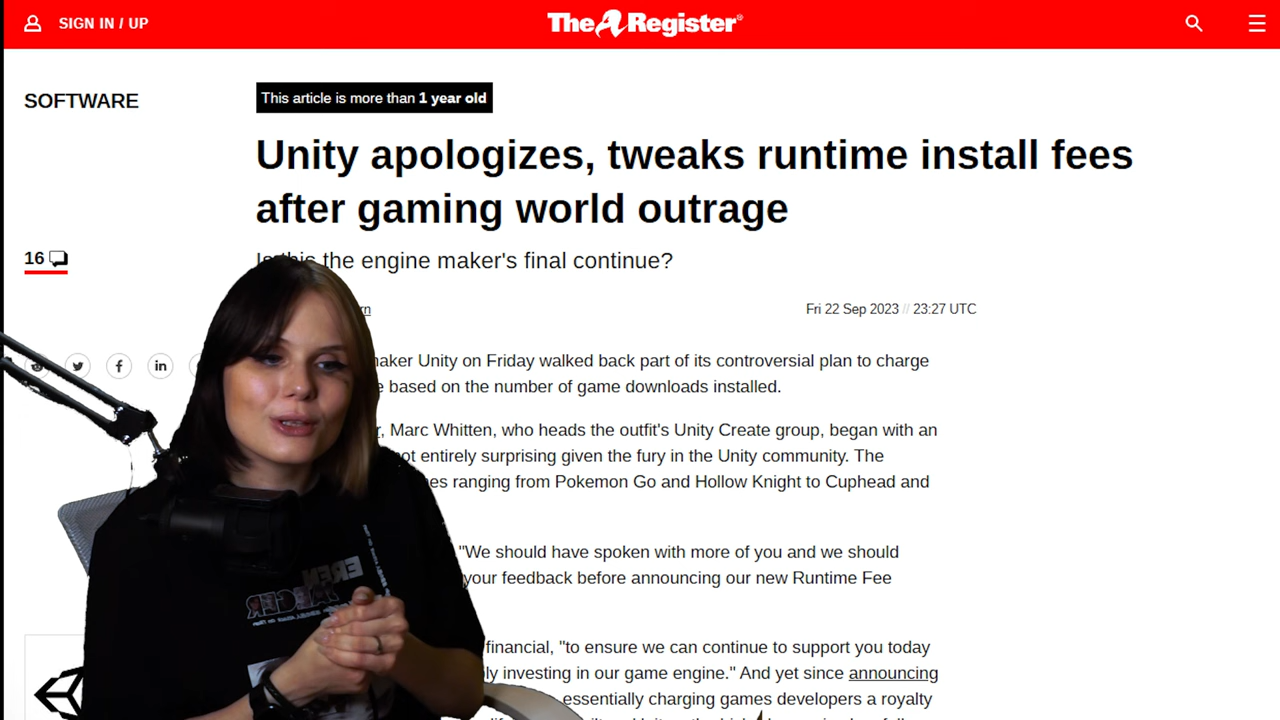 SIGN IN / UP
The Register®
SOFTWARE
This article is more than 1 year old
Unity apologizes, tweaks runtime install fees
after gaming world outrage
16
Is this the engine maker's final continue?
Fri 22 Sep 2023 // 23:27 UTC
Unity on Friday walked back part of its controversial plan to charge
based on the number of game downloads installed.
Marc Whitten, who heads the outfit's Unity Create group, began with an
not entirely surprising given the fury in the Unity community. The
ranging from Pokemon Go and Hollow Knight to Cuphead and
"We should have spoken with more of you and we should
your feedback before announcing our new Runtime Fee
financial, "to ensure we can continue to support you today
investing in our game engine." And yet since announcing
essentially charging games developers a royalty
EREN
JAEGER